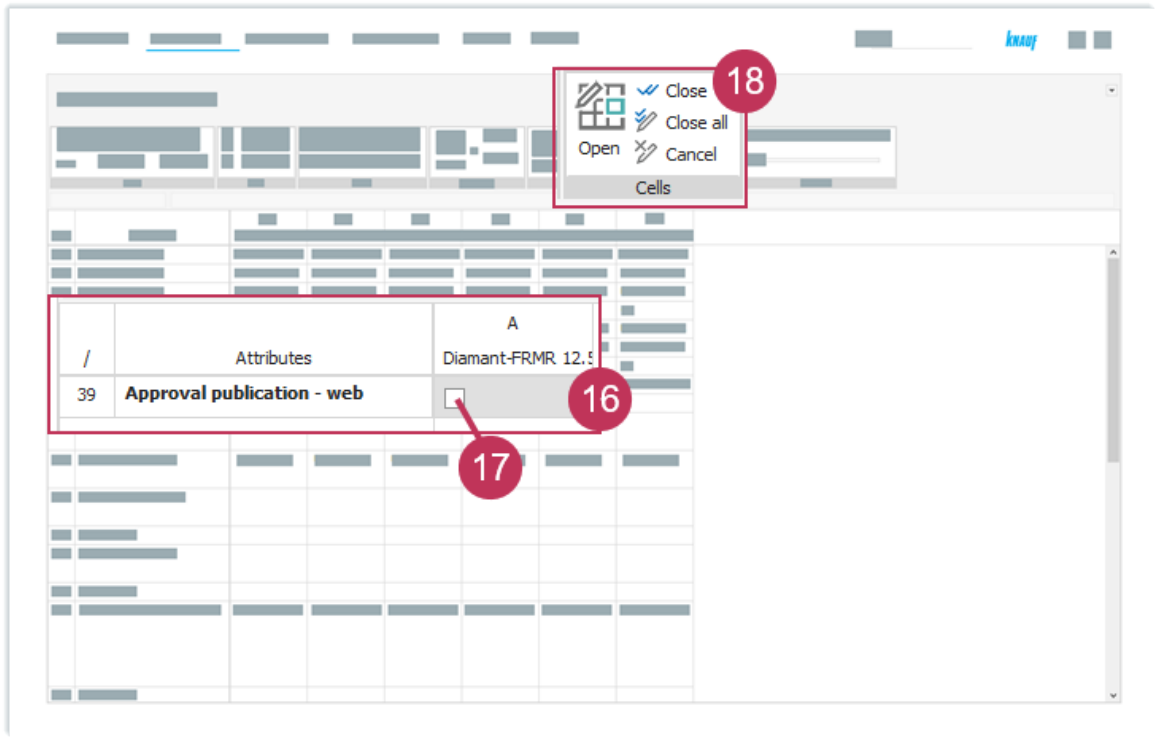 KNAUF
18
Close
Close all
Open
Cancel
Cells
A
/
Attributes
Diamant-FRMR 12.5
39
Approval publication - web
16
17